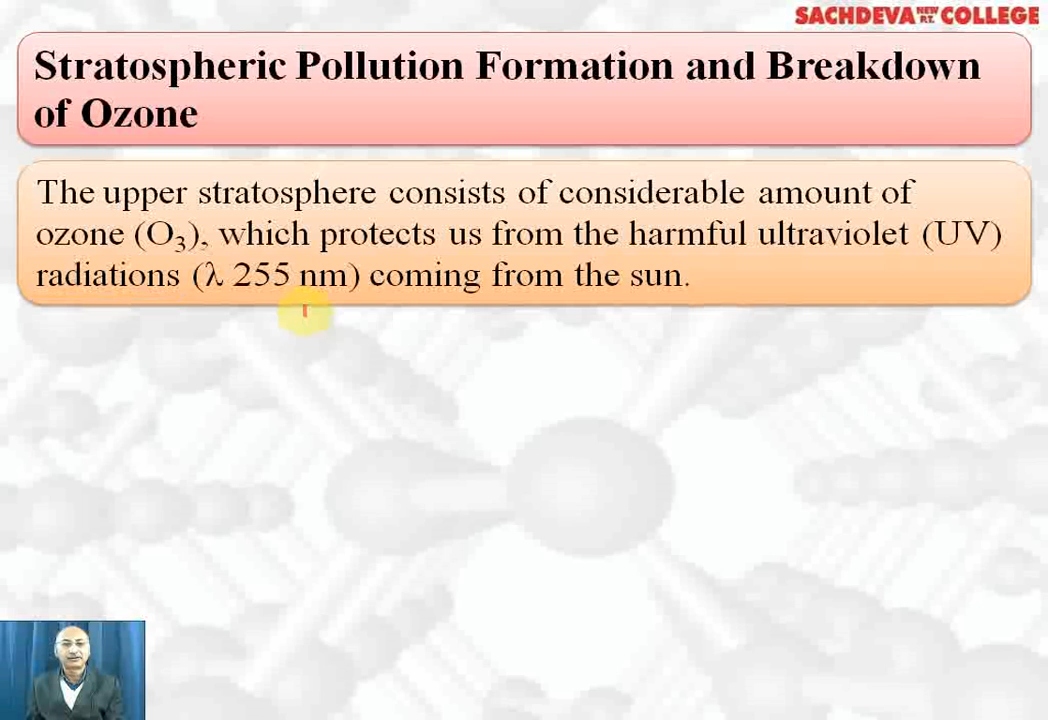 SACHDEVA NEW P.T. COLLEGE
Stratospheric Pollution Formation and Breakdown
of Ozone
The upper stratosphere consists of considerable amount of
ozone (O₃), which protects us from the harmful ultraviolet (UV)
radiations (λ 255 nm) coming from the sun.